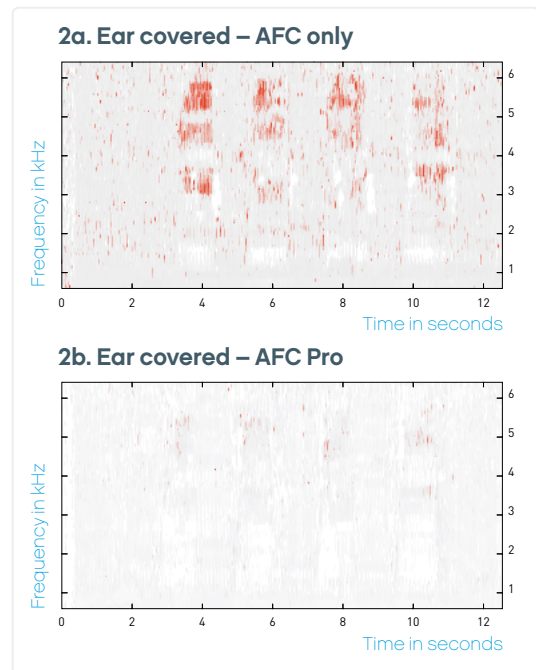 2a. Ear covered – AFC only
Frequency in kHz
6
5
4
3
2
1
0 2 4 6 8 10 12
Time in seconds
2b. Ear covered – AFC Pro
Frequency in kHz
6
5
4
3
2
1
0 2 4 6 8 10 12
Time in seconds